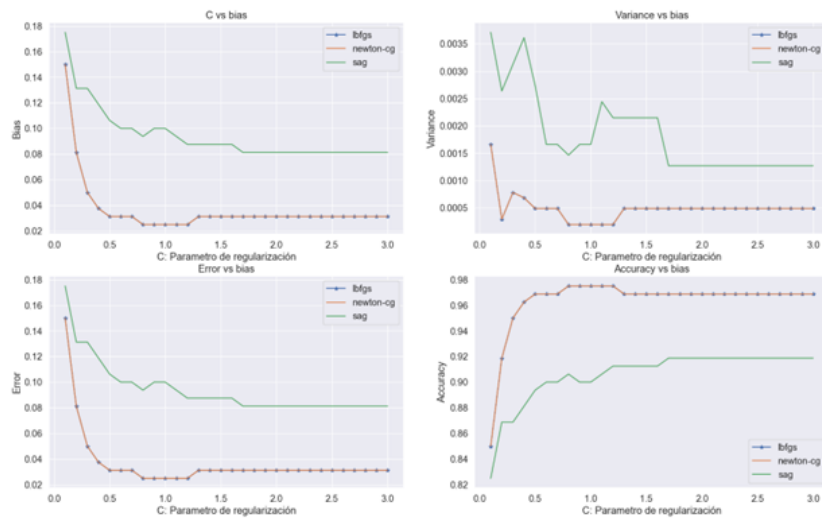 C vs bias
Bias
0.18
0.16
0.14
0.12
0.10
0.08
0.06
0.04
0.02
lbfgs
newton-cg
sag
0.0 0.5 1.0 1.5 2.0 2.5 3.0
C: Parametro de regularización
Variance vs bias
Variance
0.0035
0.0030
0.0025
0.0020
0.0015
0.0010
0.0005
lbfgs
newton-cg
sag
0.0 0.5 1.0 1.5 2.0 2.5 3.0
C: Parametro de regularización
Error vs bias
Error
0.18
0.16
0.14
0.12
0.10
0.08
0.06
0.04
0.02
lbfgs
newton-cg
sag
0.0 0.5 1.0 1.5 2.0 2.5 3.0
C: Parametro de regularización
Accuracy vs bias
Accuracy
0.98
0.96
0.94
0.92
0.90
0.88
0.86
0.84
0.82
lbfgs
newton-cg
sag
0.0 0.5 1.0 1.5 2.0 2.5 3.0
C: Parametro de regularización